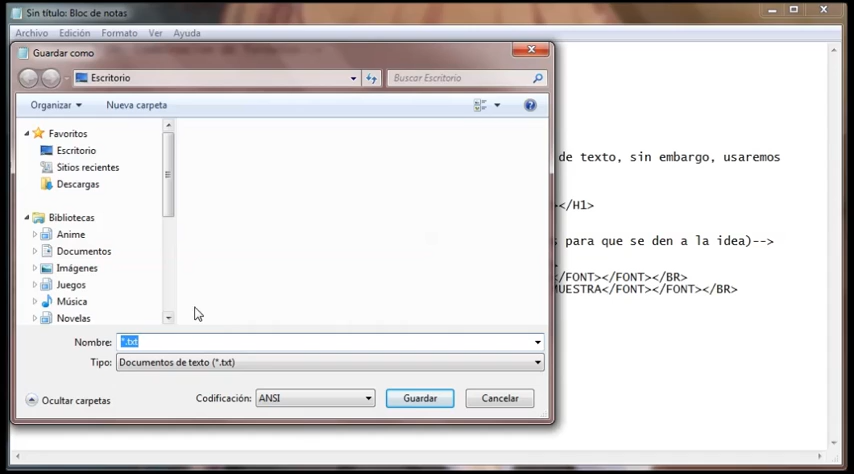 Sin título: Bloc de notas
Archivo Edición Formato Ver Ayuda
Guardar como
Escritorio
Buscar Escritorio
Organizar
Nueva carpeta
Favoritos
Escritorio
Sitios recientes
Descargas
Bibliotecas
Anime
Documentos
Imágenes
Juegos
Música
Novelas
de texto, sin embargo, usaremos
></H1>
s para que se den a la idea)-->
/FONT></FONT></BR>
MUESTRA</FONT></FONT></BR>
Nombre: *.txt
Tipo: Documentos de texto (*.txt)
Ocultar carpetas
Codificación: ANSI
Guardar
Cancelar